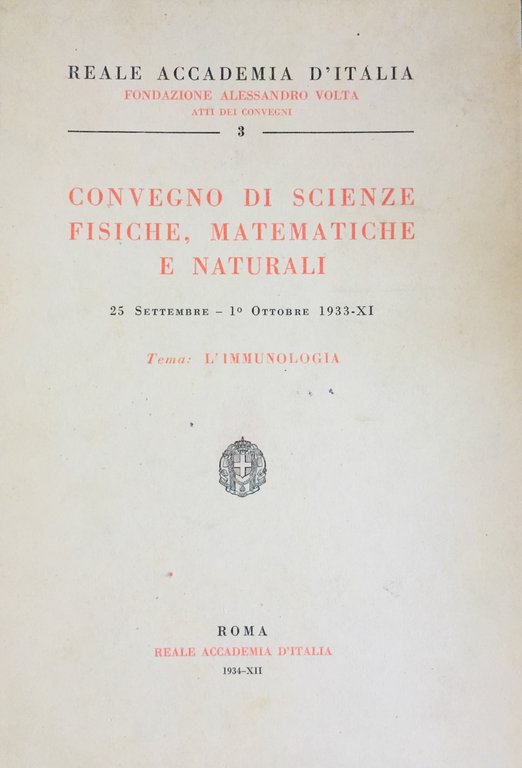 REALE ACCADEMIA D'ITALIA
FONDAZIONE ALESSANDRO VOLTA
ATTI DEI CONVEGNI
3
CONVEGNO DI SCIENZE
FISICHE, MATEMATICHE
E NATURALI
25 SETTEMBRE – 1º OTTOBRE 1933-XI
Tema: L'IMMUNOLOGIA
ROMA
REALE ACCADEMIA D'ITALIA
1934-XII